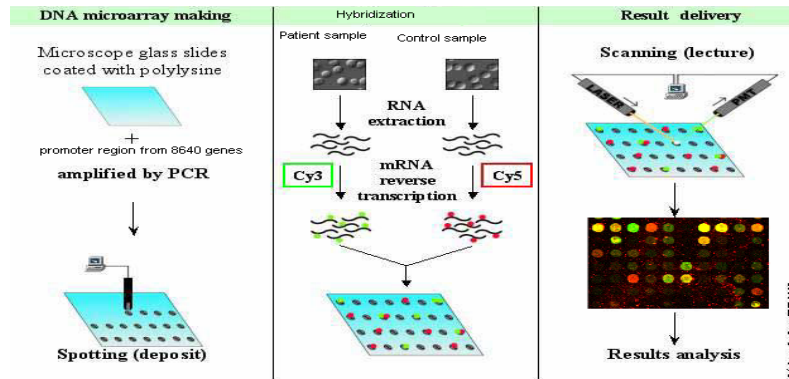 DNA microarray making
Microscope glass slides
coated with polylysine
+
promoter region from 8640 genes
amplified by PCR
Spotting (deposit)
Hybridization
Patient sample
Control sample
RNA
extraction
Cy3
mRNA
reverse
transcription
Cy5
Result delivery
Scanning (lecture)
LASER
PMT
Results analysis